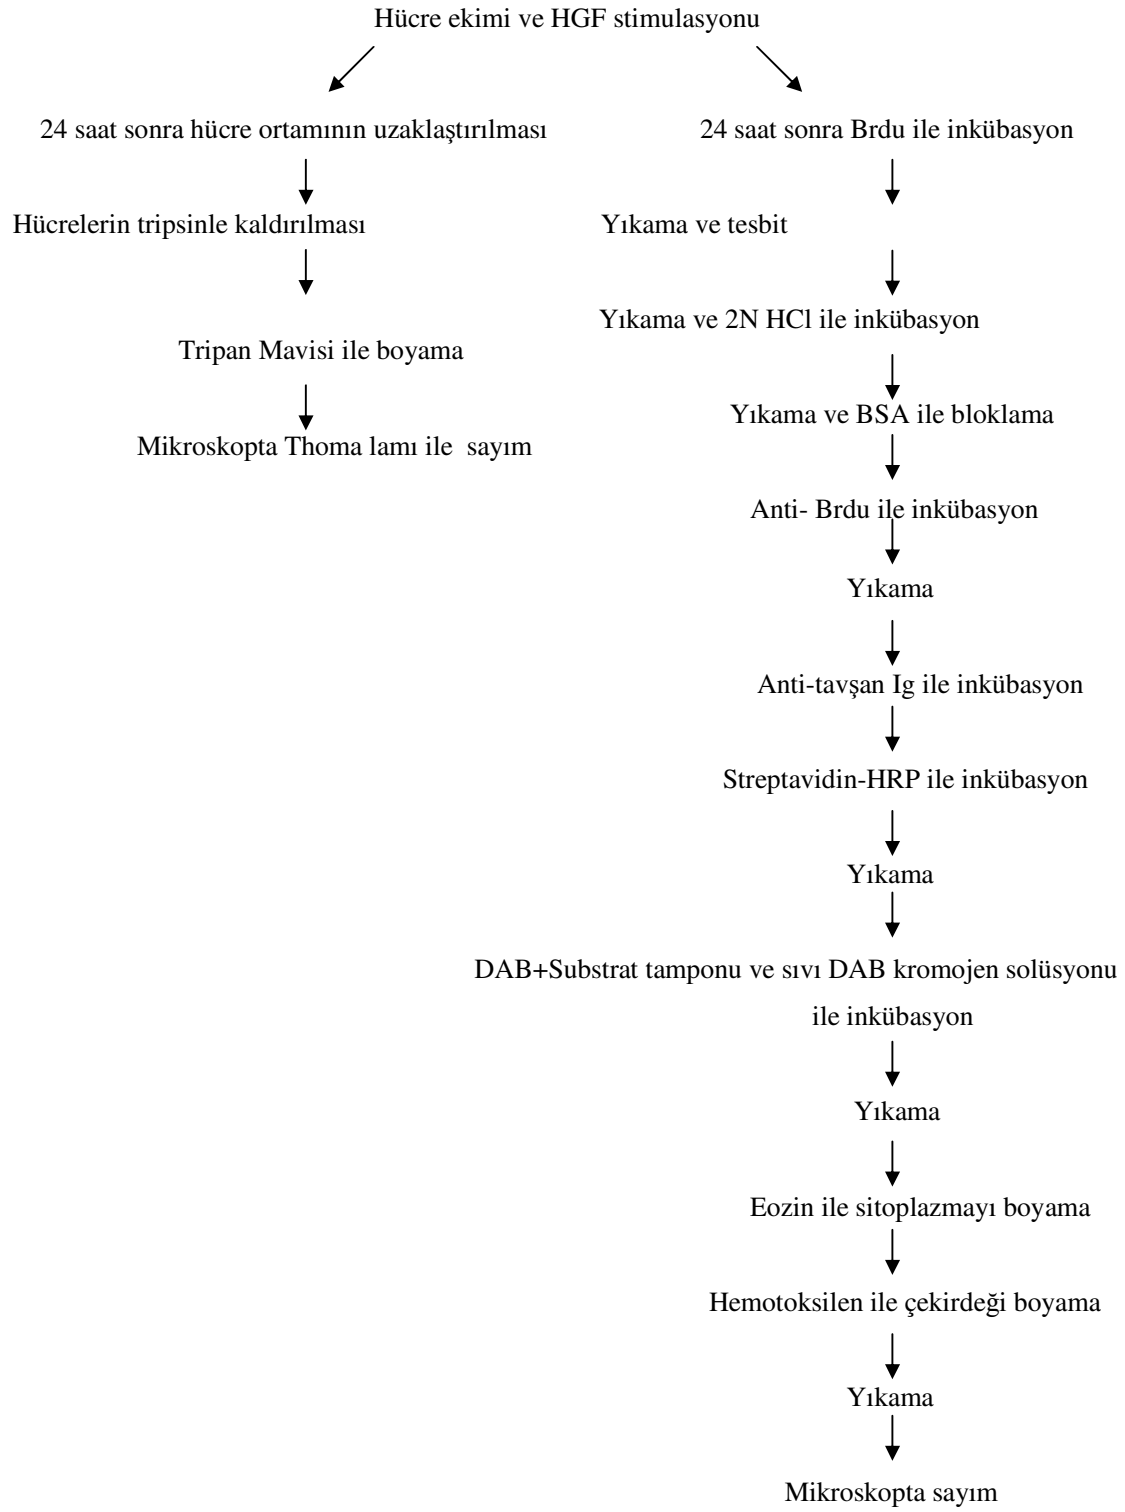 Hücre ekimi ve HGF stimulasyonu
24 saat sonra hücre ortamının uzaklaştırılması
Hücrelerin tripsinle kaldırılması
Tripan Mavisi ile boyama
Mikroskopta Thoma lamı ile sayım
24 saat sonra Brdu ile inkübasyon
Yıkama ve tesbit
Yıkama ve 2N HCl ile inkübasyon
Yıkama ve BSA ile bloklama
Anti- Brdu ile inkübasyon
Yıkama
Anti-tavşan Ig ile inkübasyon
Streptavidin-HRP ile inkübasyon
Yıkama
DAB+Substrat tamponu ve sıvı DAB kromojen solüsyonu
ile inkübasyon
Yıkama
Eozin ile sitoplazmayı boyama
Hemotoksilen ile çekirdeği boyama
Yıkama
Mikroskopta sayım